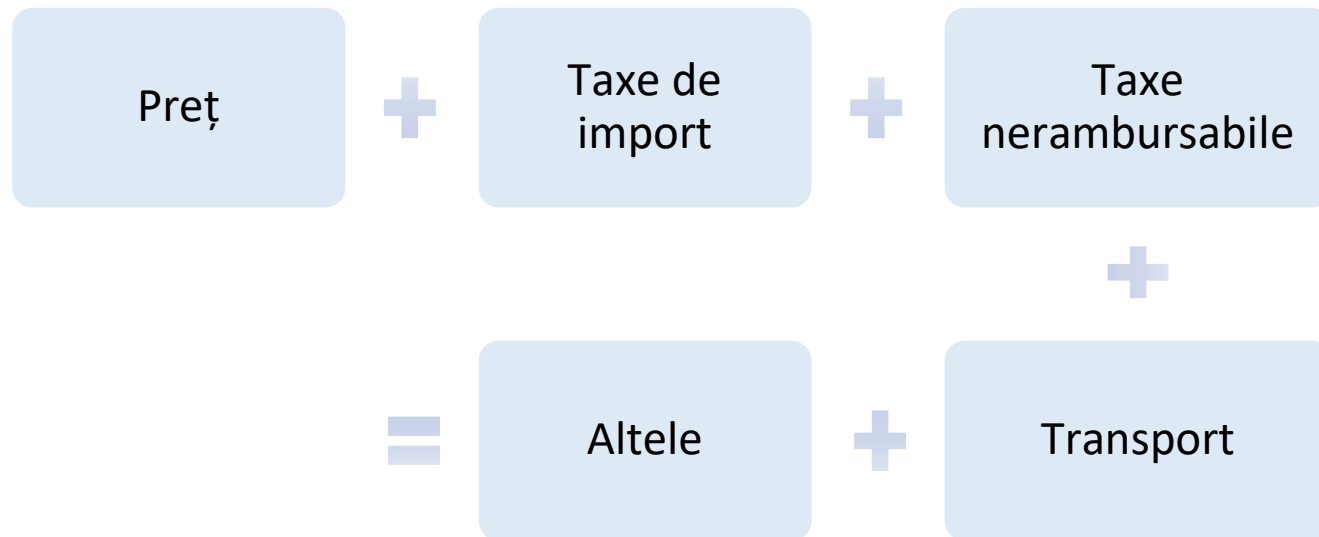 Preț
+
Taxe de
import
+
Taxe
nerambursabile
+
Transport
+
Altele
=